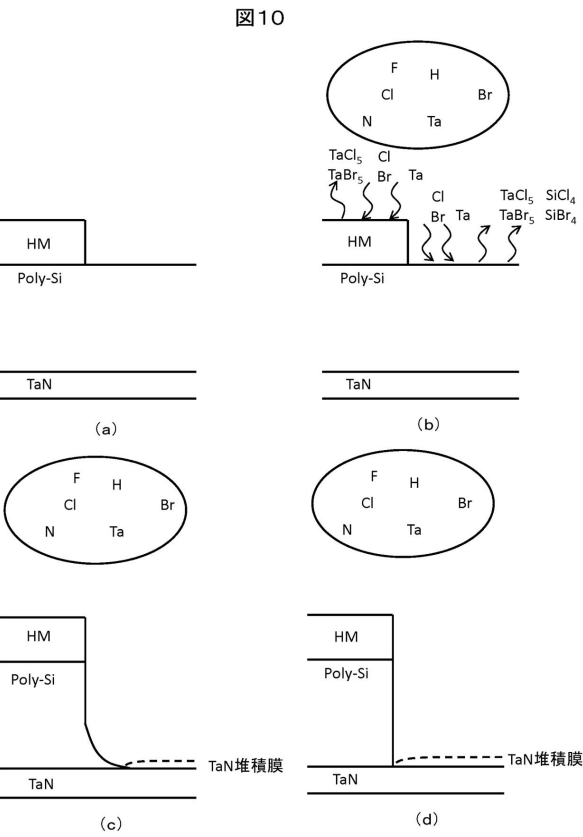 図10
F H
Cl Br
N Ta
TaCl5 Cl
TaBr5 Br Ta
Cl TaCl5 SiCl4
Br Ta TaBr5 SiBr4
HM HM
Poly-Si Poly-Si
TaN TaN
(a) (b)
F H F H
Cl Br Cl Br
N Ta N Ta
HM HM
Poly-Si Poly-Si
TaN堆積膜 TaN堆積膜
TaN TaN
(c) (d)